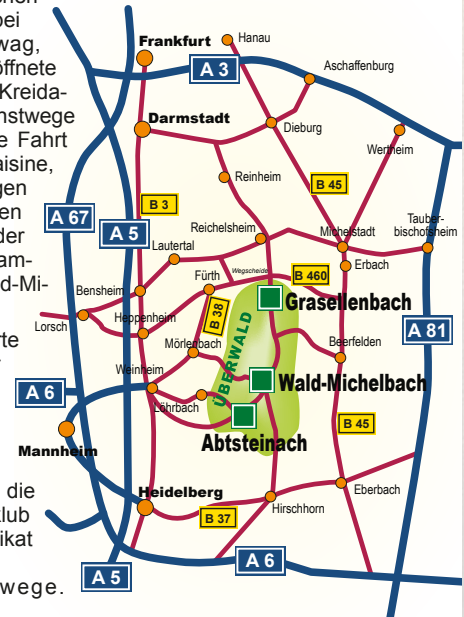 bei
wag,
öffnete
Kreida-
nstwege
e Fahrt
aisine,
gen
en
der
am-
d-Mi-
rte
die
klub
ikat
wege.
Frankfurt
Hanau
A 3
Aschaffenburg
Darmstadt
Dieburg
Wertheim
Reinheim
B 45
B 3
A 67
A 5
Reichelsheim
Michelstadt
Tauber-
bischofsheim
Lautertal
Erbach
Wegscheide
B 460
Fürth
Bensheim
Grasellenbach
Lorsch
Heppenheim
B 38
A 81
Mörlenbach
ÜBERWALD
Beerfelden
Weinheim
Wald-Michelbach
A 6
Löhrbach
Abtsteinach
B 45
Mannheim
Heidelberg
Eberbach
Hirschhorn
B 37
A 6
A 5